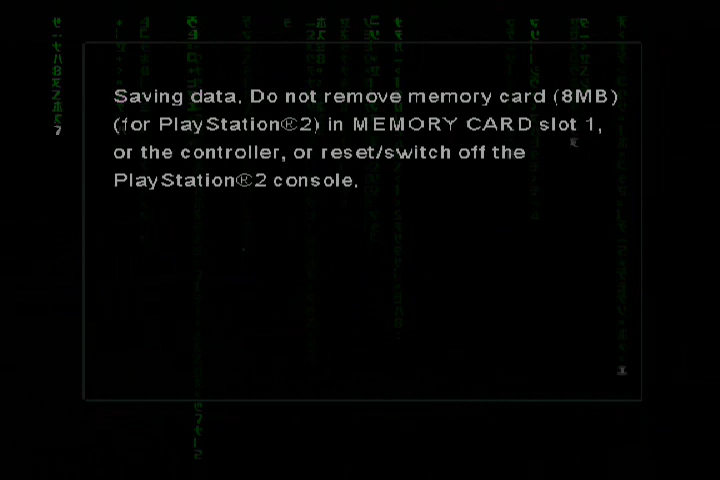 Saving data. Do not remove memory card (8MB)
(for PlayStation®2) in MEMORY CARD slot 1,
or the controller, or reset/switch off the
PlayStation®2 console.